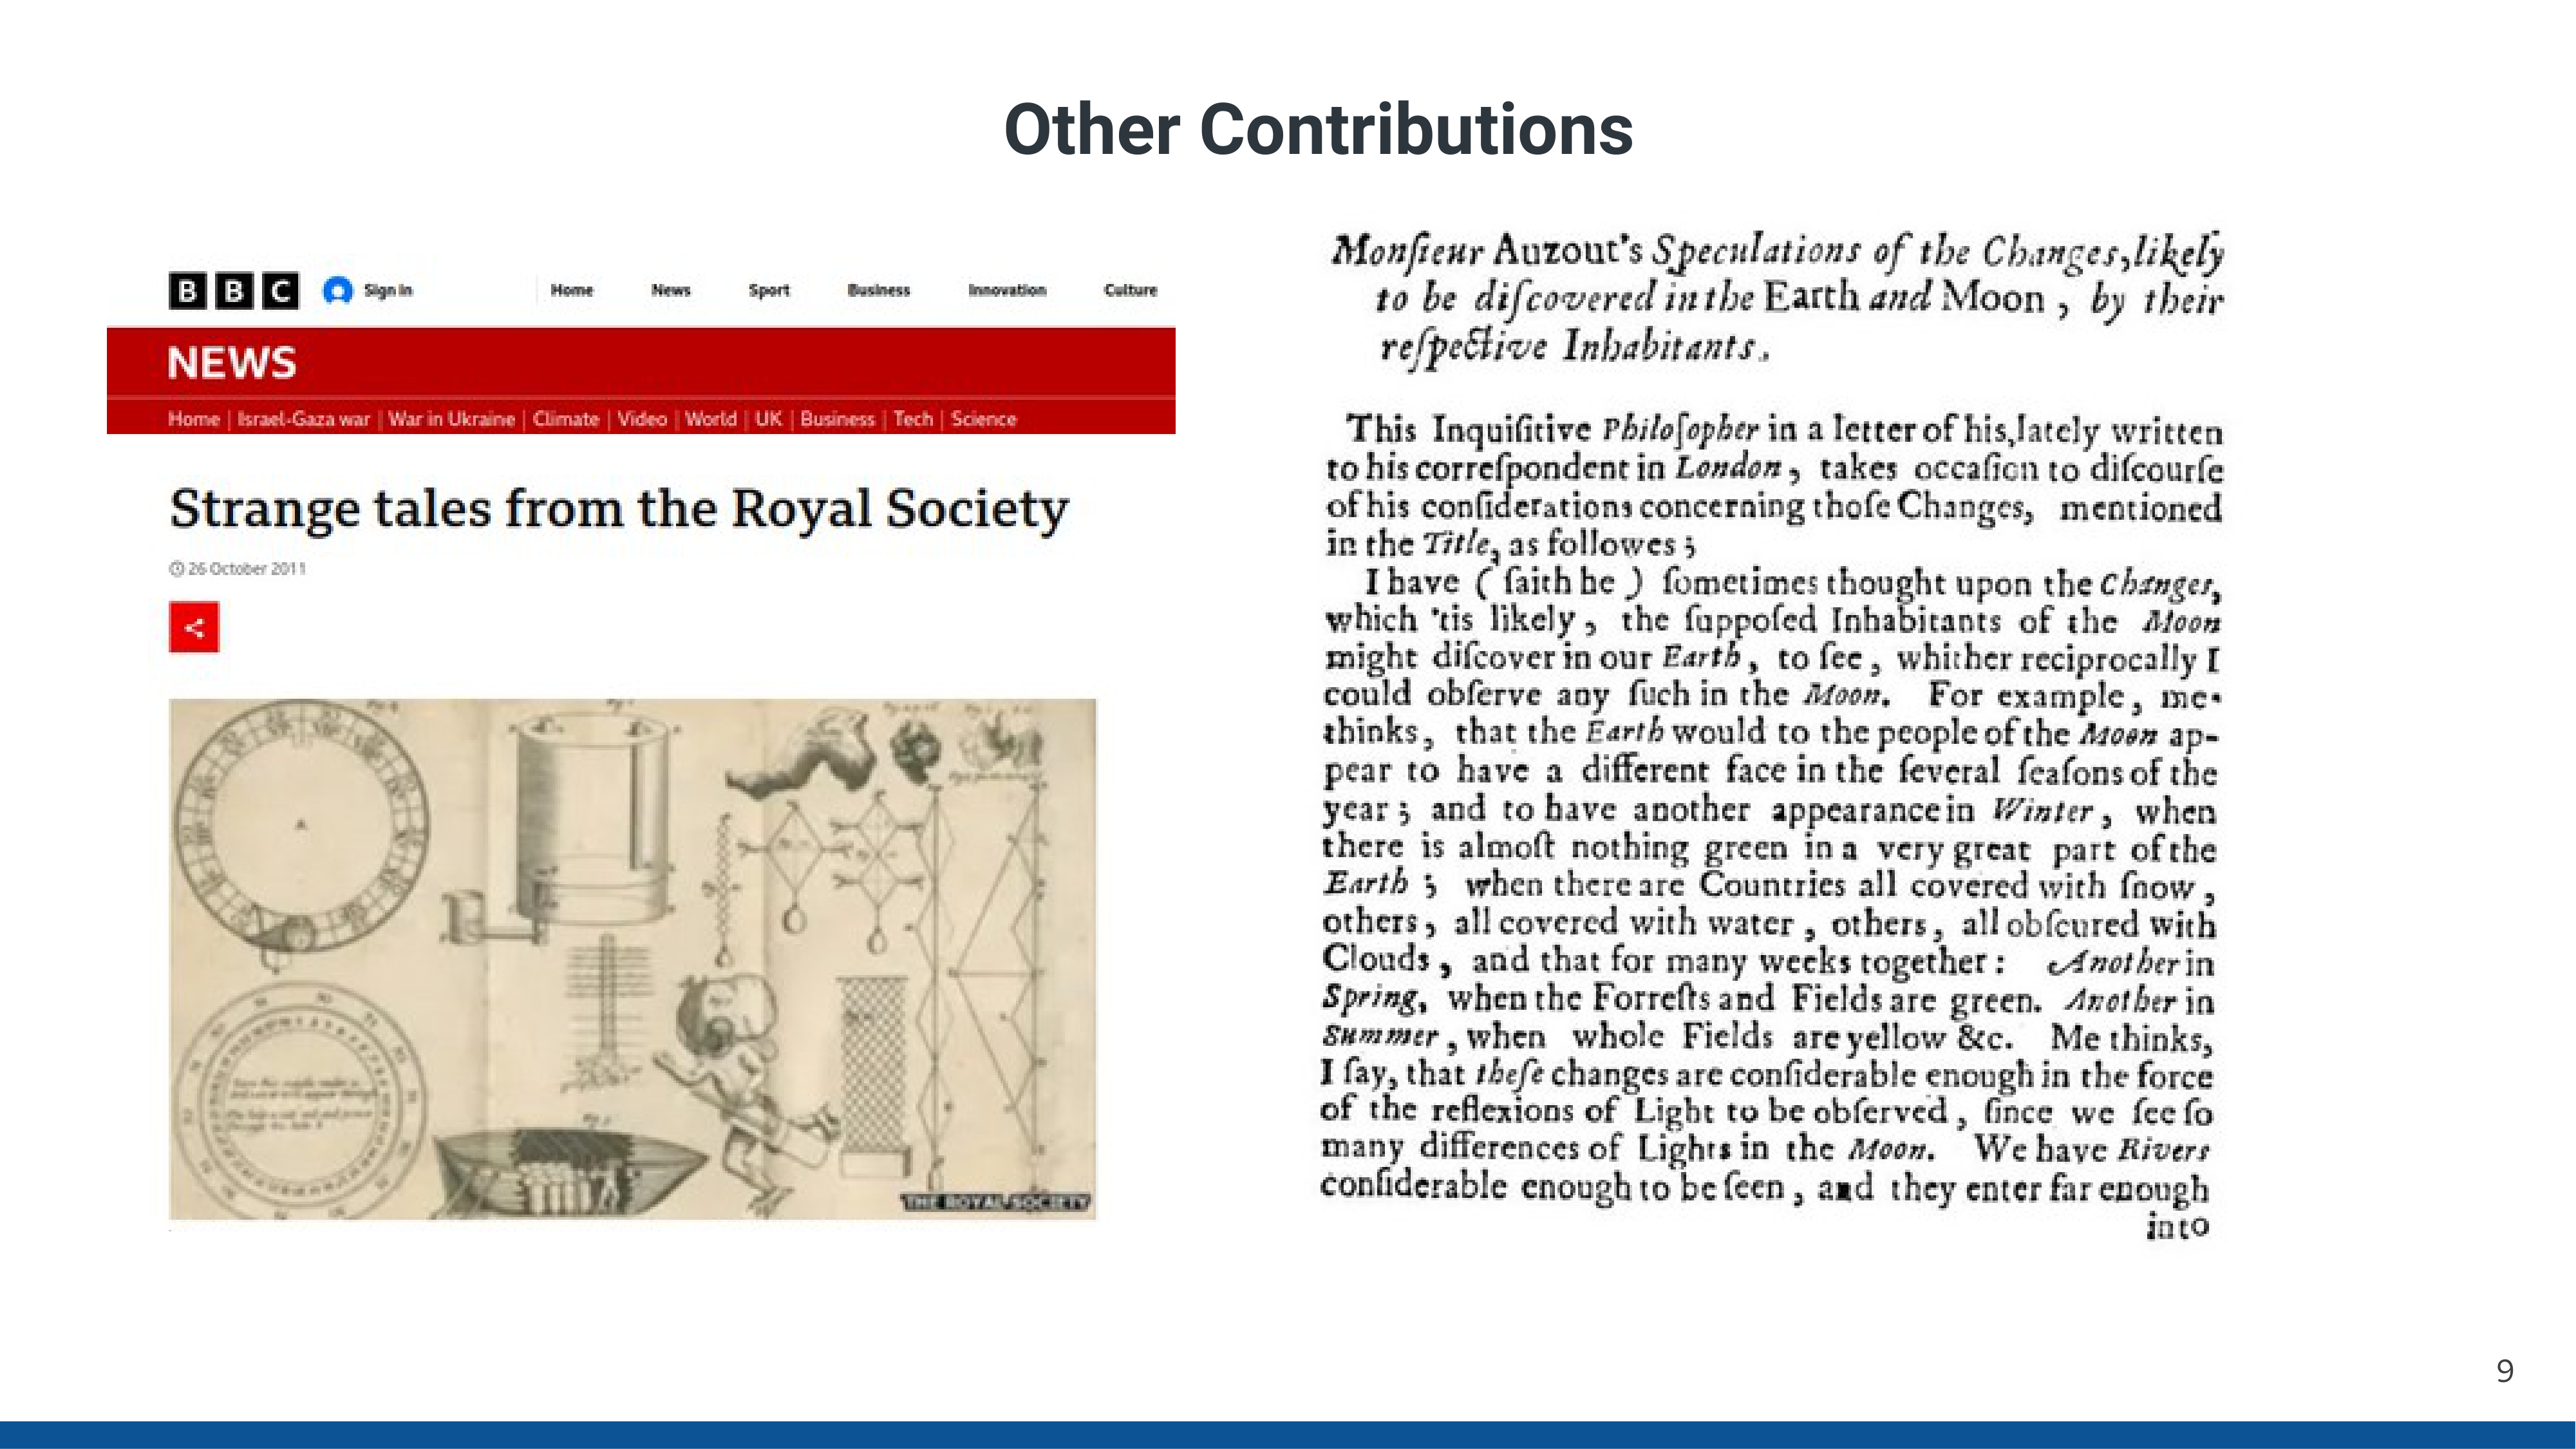 Other Contributions
BBC Sign in Home News Sport Business Innovation Culture
NEWS
Home | Israel-Gaza war | War in Ukraine | Climate | Video | World | UK | Business | Tech | Science
Strange tales from the Royal Society
26 October 2011
THE ROYAL SOCIETY
Monſieur Auzout's Speculations of the Changes, likely
to be diſcovered in the Earth and Moon, by their
reſpective Inhabitants.
This Inquiſitive Philoſopher in a letter of his, lately written
to his correſpondent in London, takes occaſion to diſcourſe
of his conſiderations concerning thoſe Changes, mentioned
in the Title, as followes;
I have (ſaith he) ſometimes thought upon the Changes,
which 'tis likely, the ſuppoſed Inhabitants of the Moon
might diſcover in our Earth, to ſee, whither reciprocally I
could obſerve any ſuch in the Moon. For example, me-
thinks, that the Earth would to the people of the Moon ap-
pear to have a different face in the ſeveral ſeaſons of the
year; and to have another appearance in Winter, when
there is almoſt nothing green in a very great part of the
Earth; when there are Countries all covered with ſnow,
others, all covered with water, others, all obſcured with
Clouds, and that for many weeks together: Another in
Spring, when the Forreſts and Fields are green. Another in
Summer, when whole Fields are yellow &c. Me thinks,
I ſay, that theſe changes are conſiderable enough in the force
of the reflexions of Light to be obſerved, ſince we ſee ſo
many differences of Lights in the Moon. We have Rivers
conſiderable enough to be ſeen, and they enter far enough
into
9